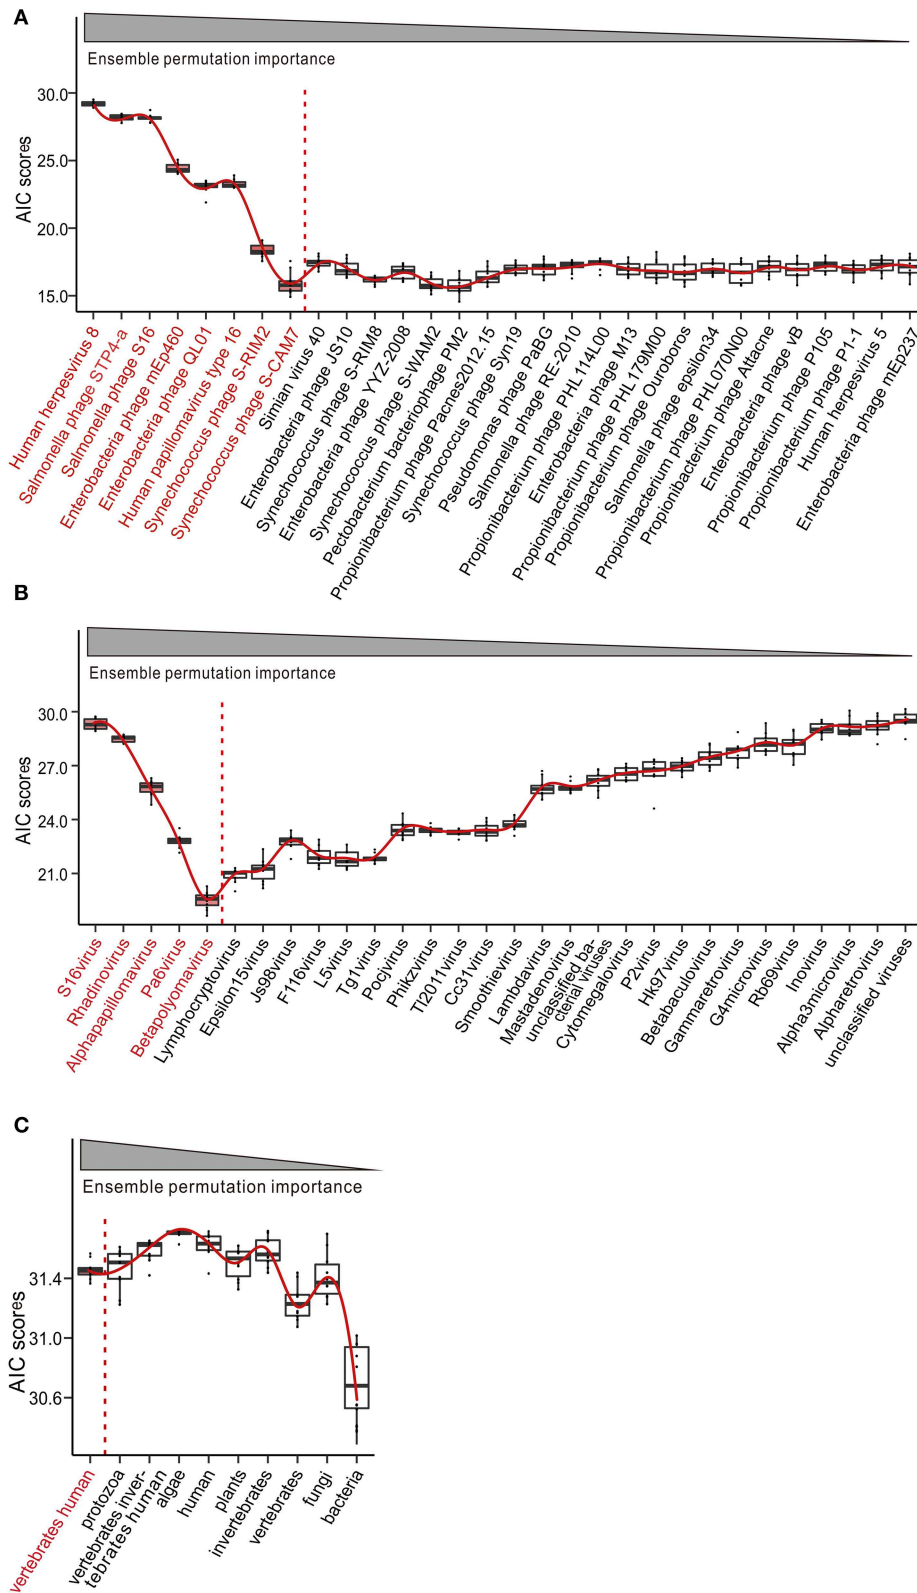 A
Ensemble permutation importance
AIC scores
30.0
25.0
20.0
15.0
Human herpesvirus 8
Salmonella phage STP4-a
Salmonella phage S16
Enterobacteria phage mEp460
Enterobacteria phage QL01
Human papillomavirus type 16
Synechococcus phage S-RIM2
Synechococcus phage S-CAM7
Simian virus 40
Enterobacteria phage JS10
Synechococcus phage S-RIM8
Enterobacteria phage YYZ-2008
Synechococcus phage S-WAM2
Pectobacterium bacteriophage PM2
Propionibacterium phage Pacnes2012.15
Synechococcus phage Syn19
Pseudomonas phage PaBG
Salmonella phage RE-2010
Propionibacterium phage PHL114L00
Enterobacteria phage M13
Propionibacterium phage PHL179M00
Propionibacterium phage Ouroboros
Salmonella phage epsilon34
Propionibacterium phage PHL070N00
Propionibacterium phage Attacne
Enterobacteria phage vB
Propionibacterium phage P105
Propionibacterium phage P1-1
Human herpesvirus 5
Enterobacteria phage mEp237
B
Ensemble permutation importance
AIC scores
30.0
27.0
24.0
21.0
S16virus
Rhadinovirus
Alphapapillomavirus
Pa6virus
Betapolyomavirus
Lymphocryptovirus
Epsilon15virus
Js98virus
F116virus
L5virus
Tg1virus
Pocjvirus
Phikzvirus
Tl2011virus
Cc31virus
Smoothievirus
Lambdavirus
Mastadenovirus
unclassified ba-
cterial viruses
Cytomegalovirus
P2virus
Hk97virus
Betabaculovirus
Gammaretrovirus
G4microvirus
Rb69virus
Inovirus
Alpha3microvirus
Alpharetrovirus
unclassified viruses
C
Ensemble permutation importance
AIC scores
31.4
31.0
30.6
vertebrates human
protozoa
vertebrates inver-
tebrates human
algae
human
plants
invertebrates
vertebrates
fungi
bacteria